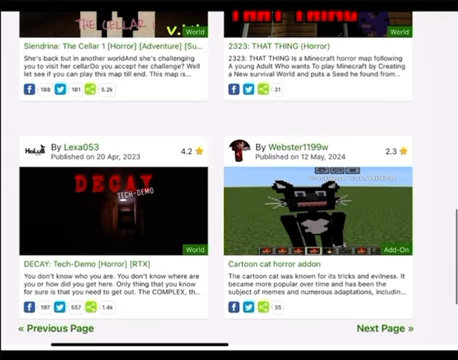 THE CELLAR
V.
World
THAT THING
World
Slendrina: The Cellar 1 [Horror] [Adventure] [Su...
She's back but in another worldAnd she's challenging
you to visit her cellarDo you accept her challenge? Well
let see if you can play this map till end. This map is...
188
181
5.2k
2323: THAT THING (Horror)
2323: THAT THING Is a Minecraft horror map following
A young Adult Who wants To play Minecraft by Creating
A New survival World and puts a Seed he found from...
31
By Lexa053
4.2
Published on 20 Apr, 2023
DECAY
TECH-DEMO
World
DECAY: Tech-Demo [Horror] [RTX]
You don't know who you are. You don't know where are
you or how did you get here. Only thing that you know
for sure is that you need to get out. The COMPLEX, th...
197
557
1.4k
By Webster1199w
2.3
Published on 12 May, 2024
Add-On
Cartoon cat horror addon
The cartoon cat was known for its tricks and evilness. It
became more popular over time and has been the
subject of memes and numerous adaptations, includin...
35
« Previous Page
Next Page »